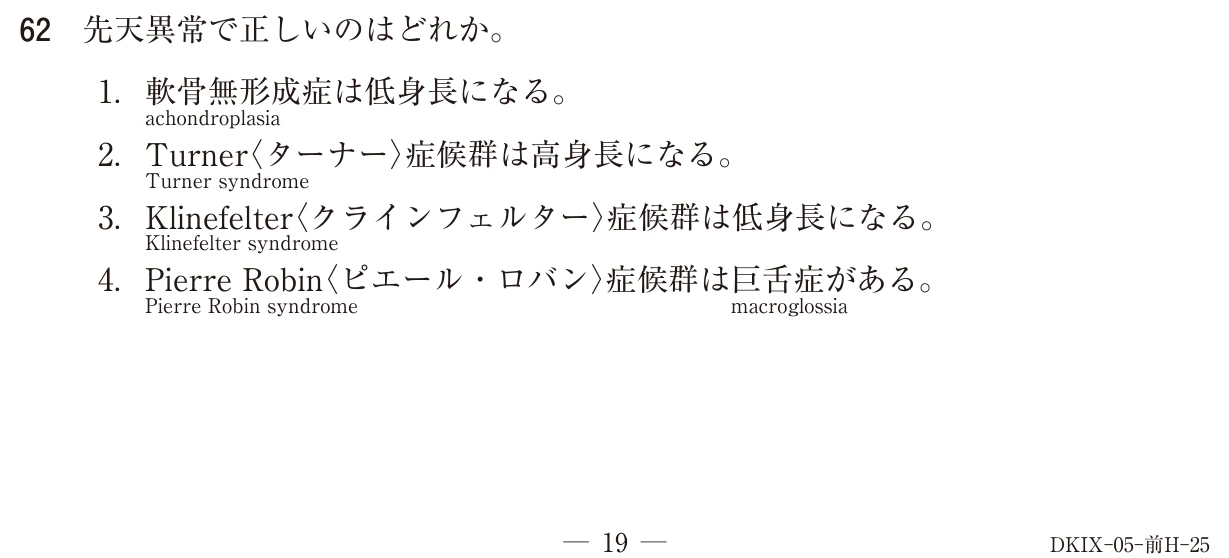 62 先天異常で正しいのはどれか。
1. 軟骨無形成症は低身長になる。
achondroplasia
2. Turner〈ターナー〉症候群は高身長になる。
Turner syndrome
3. Klinefelter〈クラインフェルター〉症候群は低身長になる。
Klinefelter syndrome
4. Pierre Robin〈ピエール・ロバン〉症候群は巨舌症がある。
Pierre Robin syndrome macroglossia
— 19 —
DKIX-05-前H-25